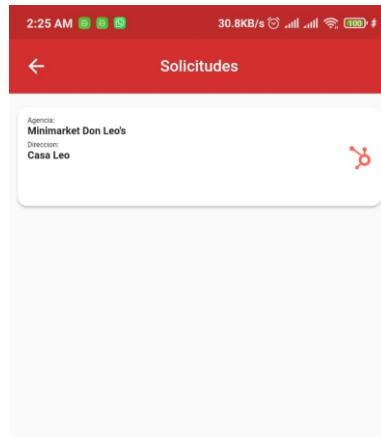 2:25 AM 30.8KB/s 100
Solicitudes
Agencia:
Minimarket Don Leo's
Direccion:
Casa Leo